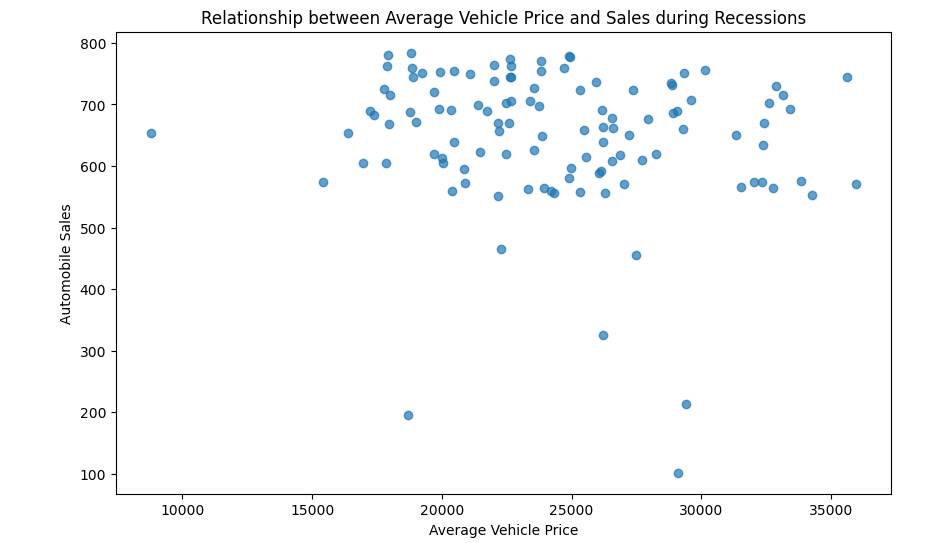 Relationship between Average Vehicle Price and Sales during Recessions
800
700
600
500
400
300
200
100
Automobile Sales
10000 15000 20000 25000 30000 35000
Average Vehicle Price